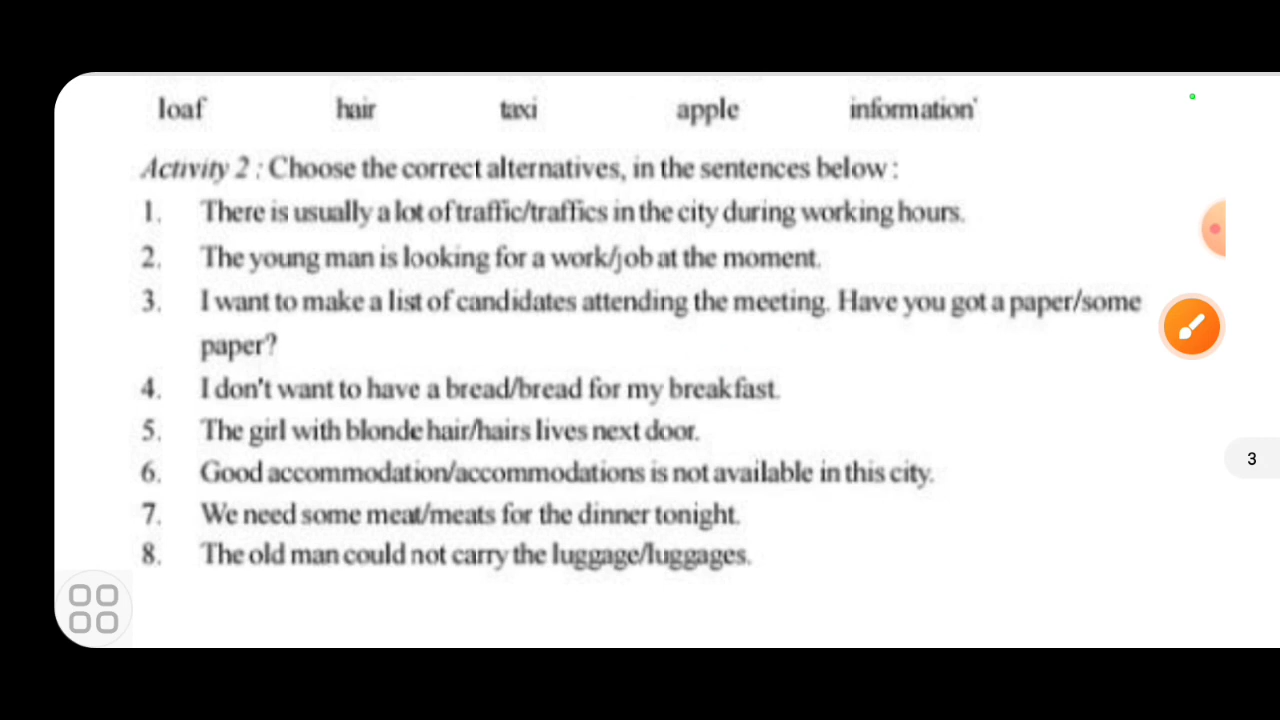 loaf hair taxi apple information'
Activity 2 : Choose the correct alternatives, in the sentences below :
1. There is usually a lot of traffic/traffics in the city during working hours.
2. The young man is looking for a work/job at the moment.
3. I want to make a list of candidates attending the meeting. Have you got a paper/some
paper?
4. I don't want to have a bread/bread for my breakfast.
5. The girl with blonde hair/hairs lives next door.
3
6. Good accommodation/accommodations is not available in this city.
7. We need some meat/meats for the dinner tonight.
8. The old man could not carry the luggage/luggages.